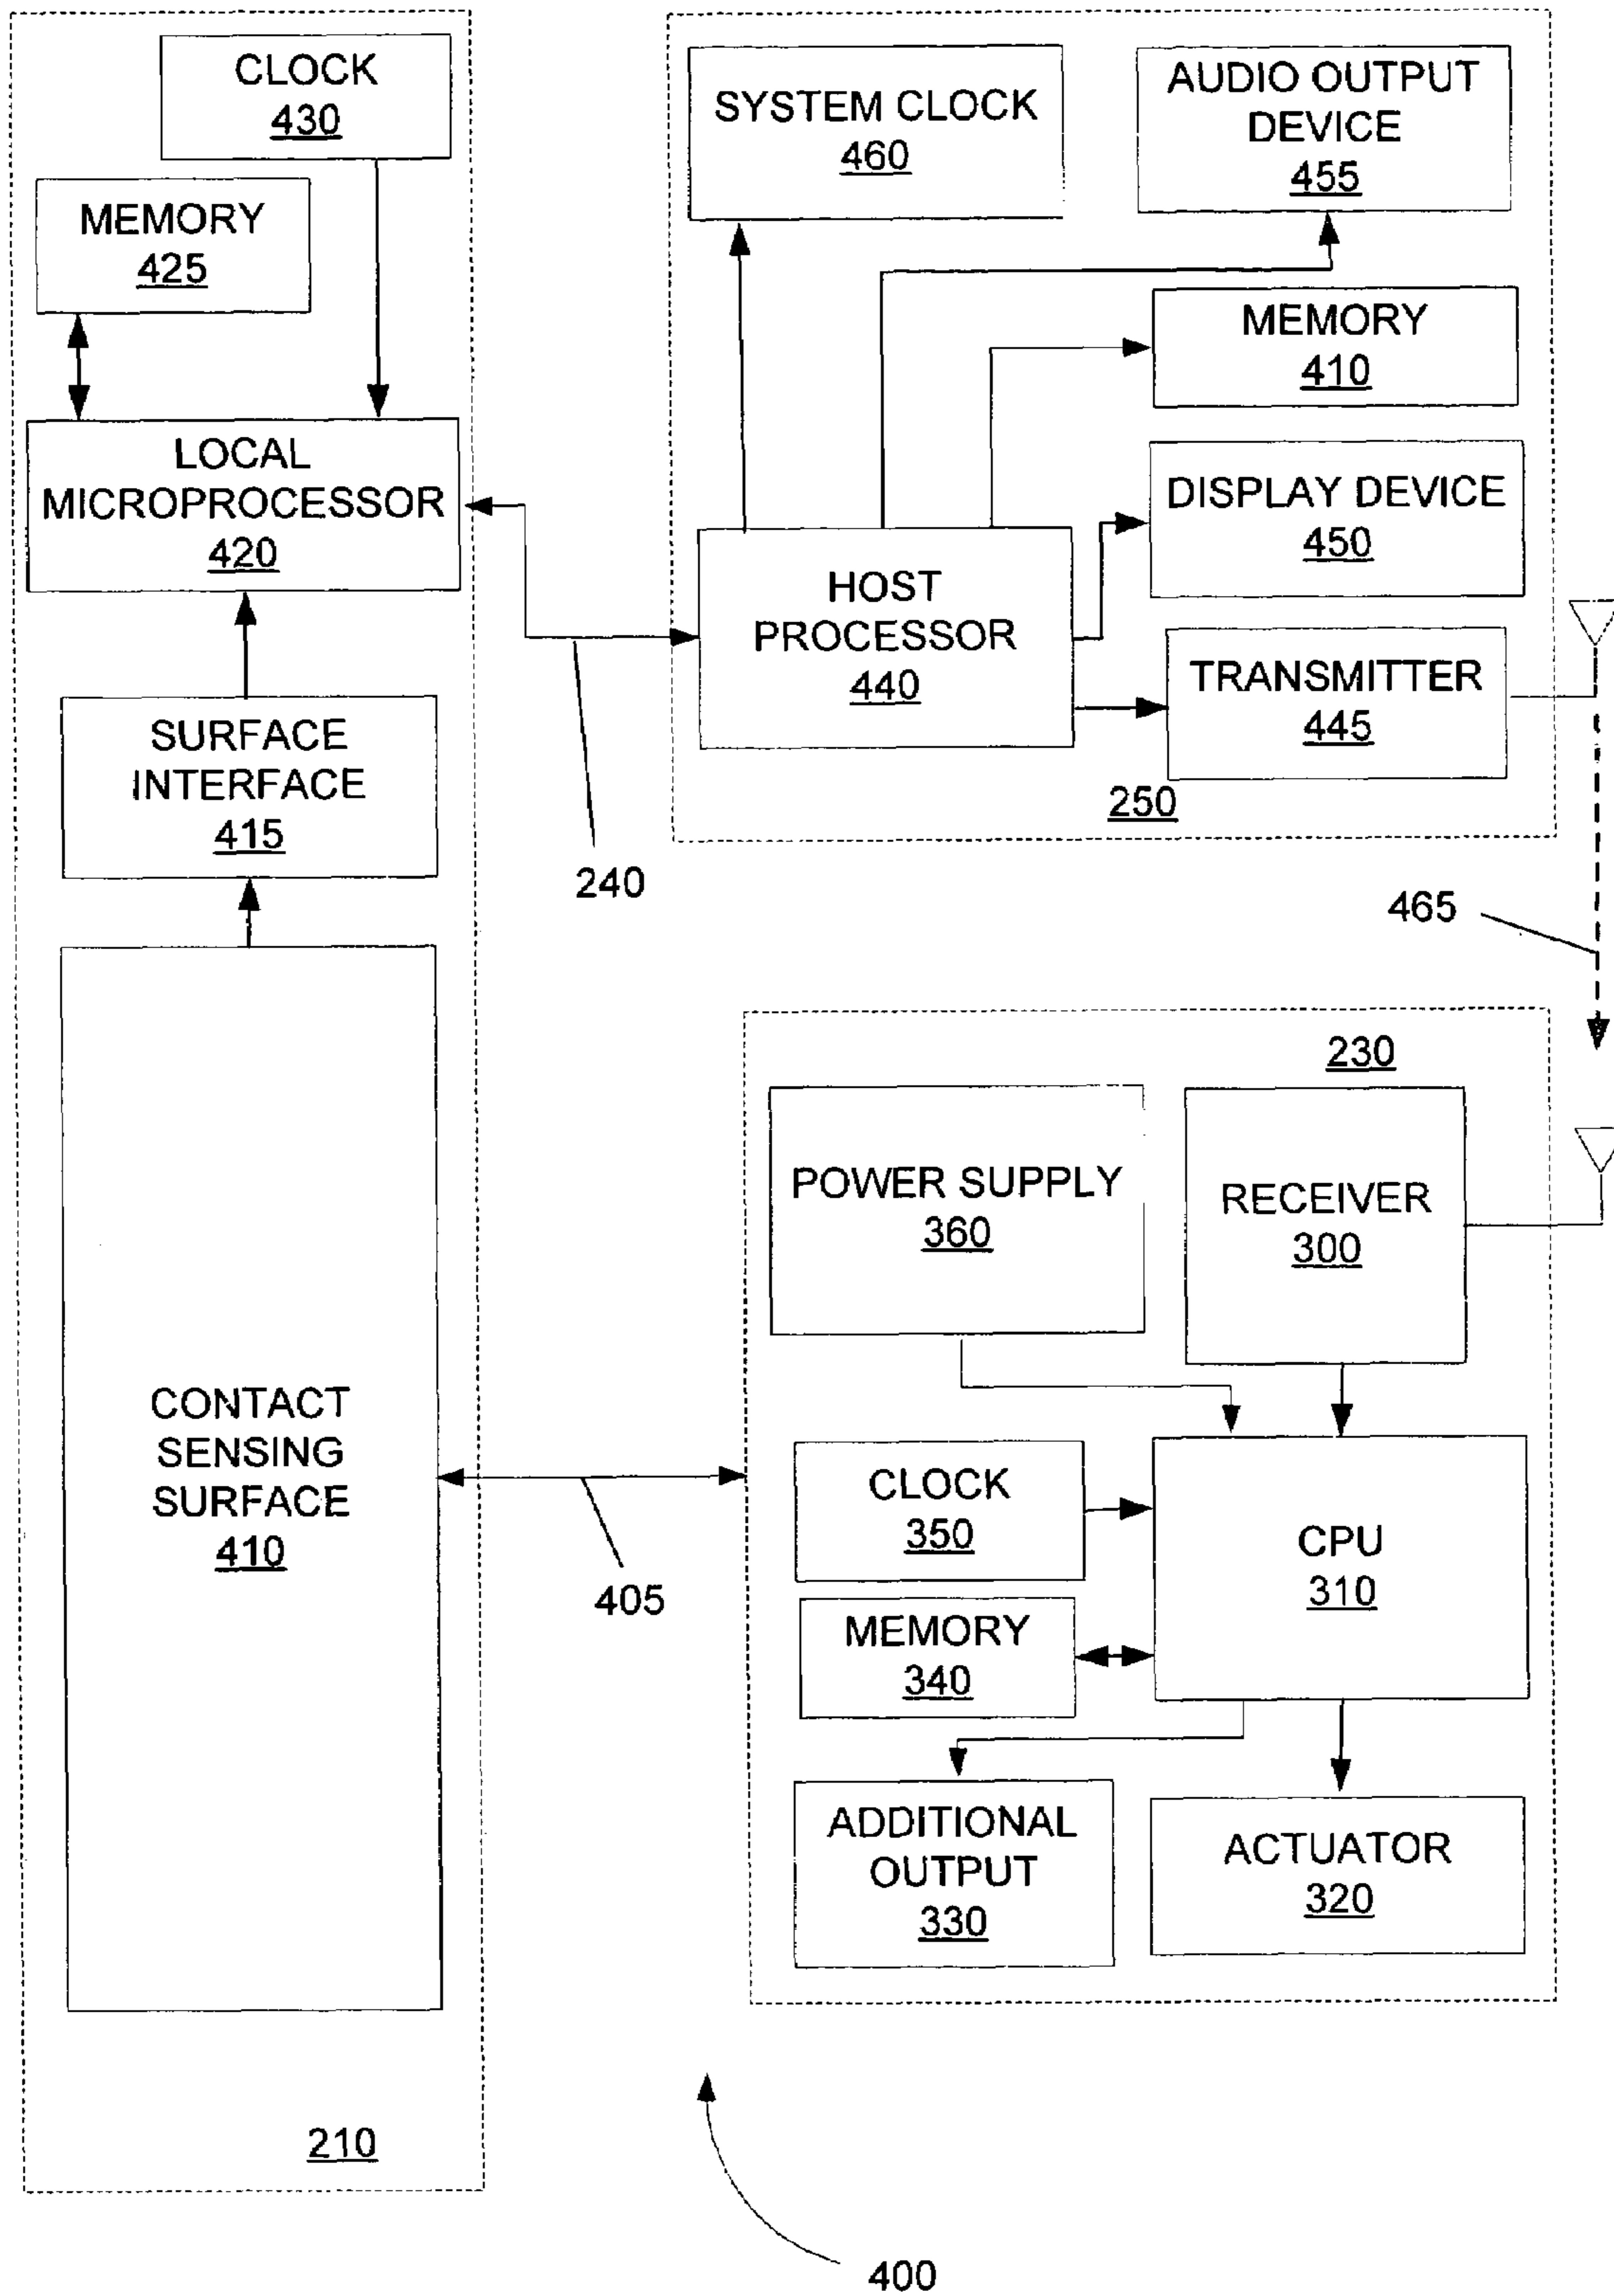 CLOCK
430
MEMORY
425
LOCAL
MICROPROCESSOR
420
SURFACE
INTERFACE
415
CONTACT
SENSING
SURFACE
410
210
240
SYSTEM CLOCK
460
AUDIO OUTPUT
DEVICE
455
MEMORY
410
DISPLAY DEVICE
450
HOST
PROCESSOR
440
TRANSMITTER
445
250
465
405
230
POWER SUPPLY
360
RECEIVER
300
CLOCK
350
CPU
310
MEMORY
340
ADDITIONAL
OUTPUT
330
ACTUATOR
320
400